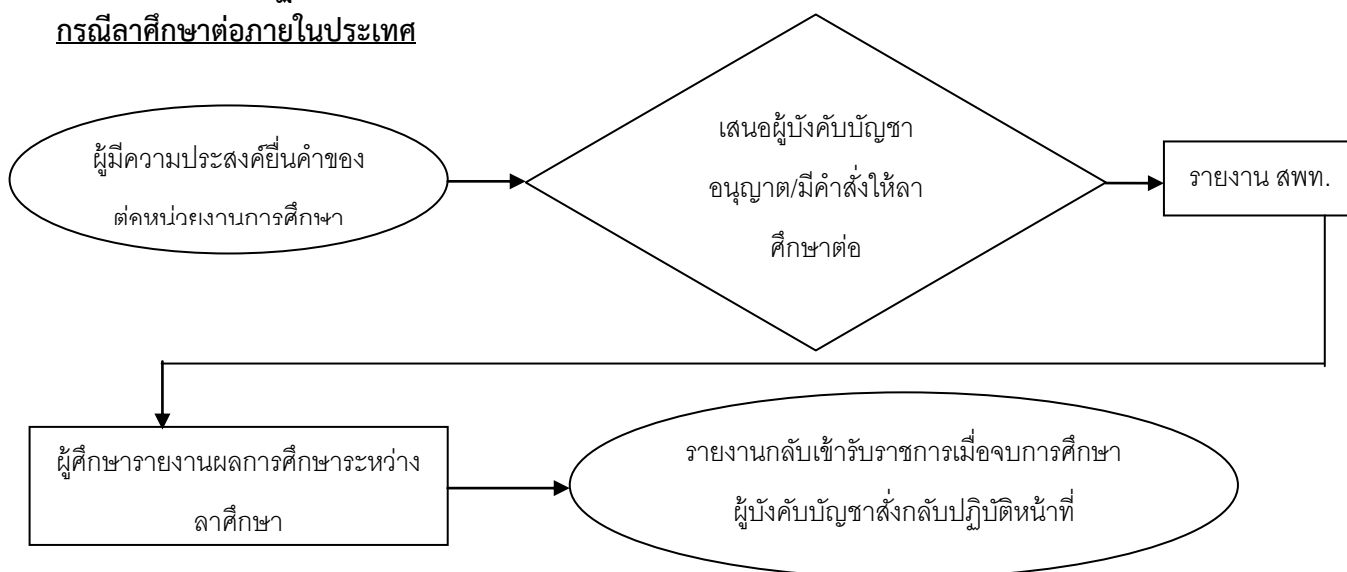 กรณีลาศึกษาต่อภายในประเทศ
ผู้มีความประสงค์ยื่นคำของ
ต่อหน่วยงานการศึกษา
เสนอผู้บังคับบัญชา
อนุญาต/มีคำสั่งให้ลา
ศึกษาต่อ
รายงาน สพท.
ผู้ศึกษารายงานผลการศึกษาระหว่าง
ลาศึกษา
รายงานกลับเข้ารับราชการเมื่อจบการศึกษา
ผู้บังคับบัญชาสั่งกลับปฏิบัติหน้าที่